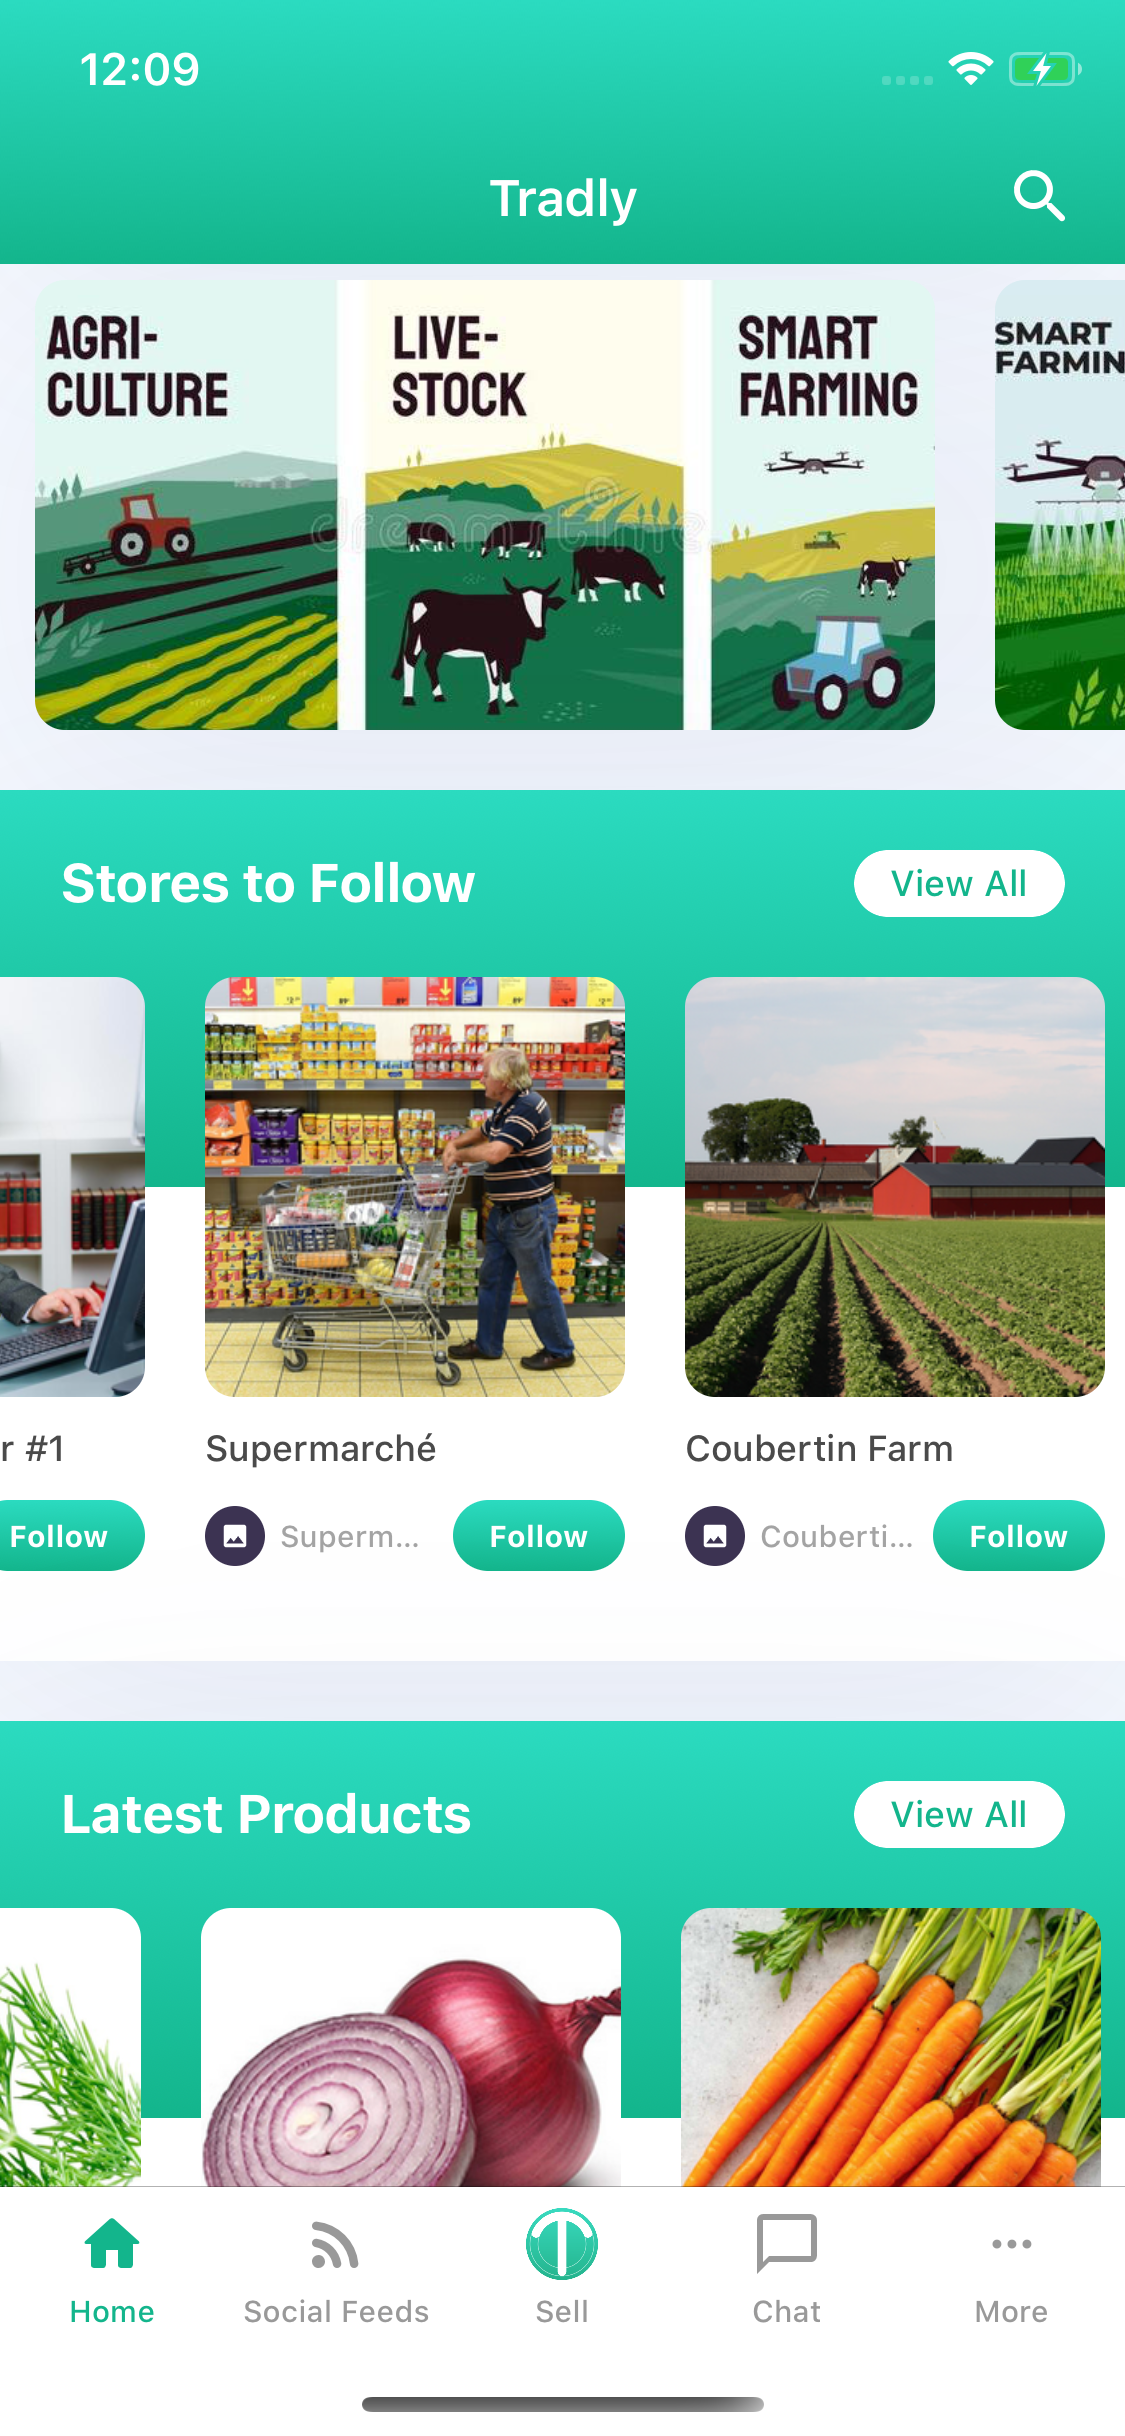 12:09
Tradly
AGRI-
CULTURE
LIVE-
STOCK
SMART
FARMING
SMART
FARMIN
dreamstime
Stores to Follow
View All
r #1
Supermarché
Coubertin Farm
Follow
Superm...
Follow
Couberti...
Follow
Latest Products
View All
Home
Social Feeds
Sell
Chat
More